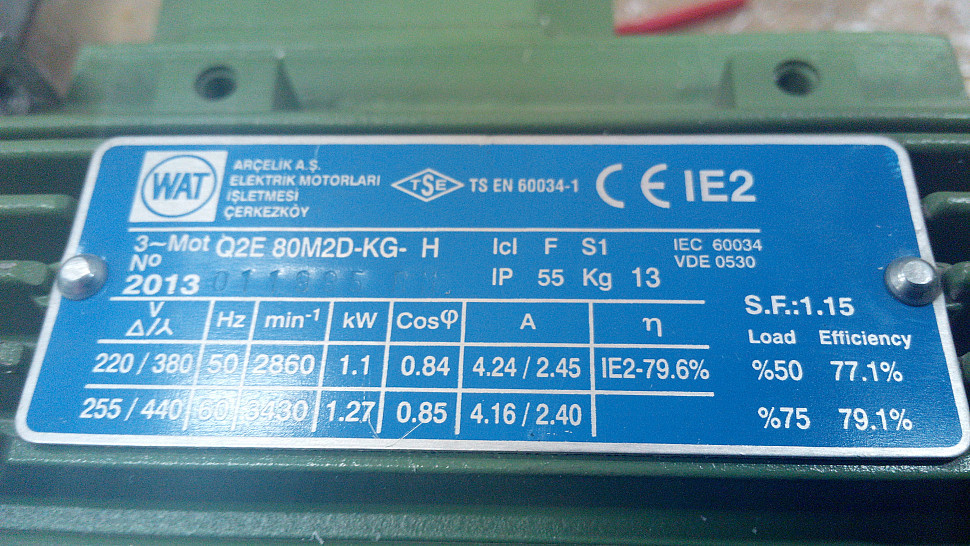 WAT
ARÇELİK A.Ş.
ELEKTRIK MOTORLARI
İŞLETMESİ
ÇERKEZKÖY
TSE TS EN 60034-1 CE IE2
3~Mot Q2E 80M2D-KG- H Icl F S1 IEC 60034
No IP 55 Kg 13 VDE 0530
2013
V Δ/⅄ Hz min⁻¹ kW Cosφ A η S.F.:1.15
Load Efficiency
220 / 380 50 2860 1.1 0.84 4.24 / 2.45 IE2-79.6% %50 77.1%
255 / 440 60 3430 1.27 0.85 4.16 / 2.40 %75 79.1%